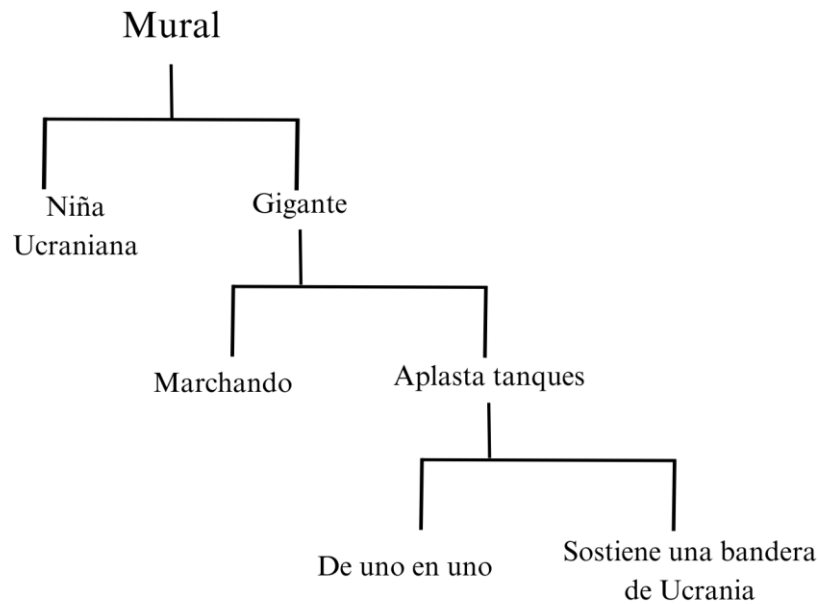 Mural
Niña
Ucraniana
Gigante
Marchando
Aplasta tanques
De uno en uno
Sostiene una bandera
de Ucrania